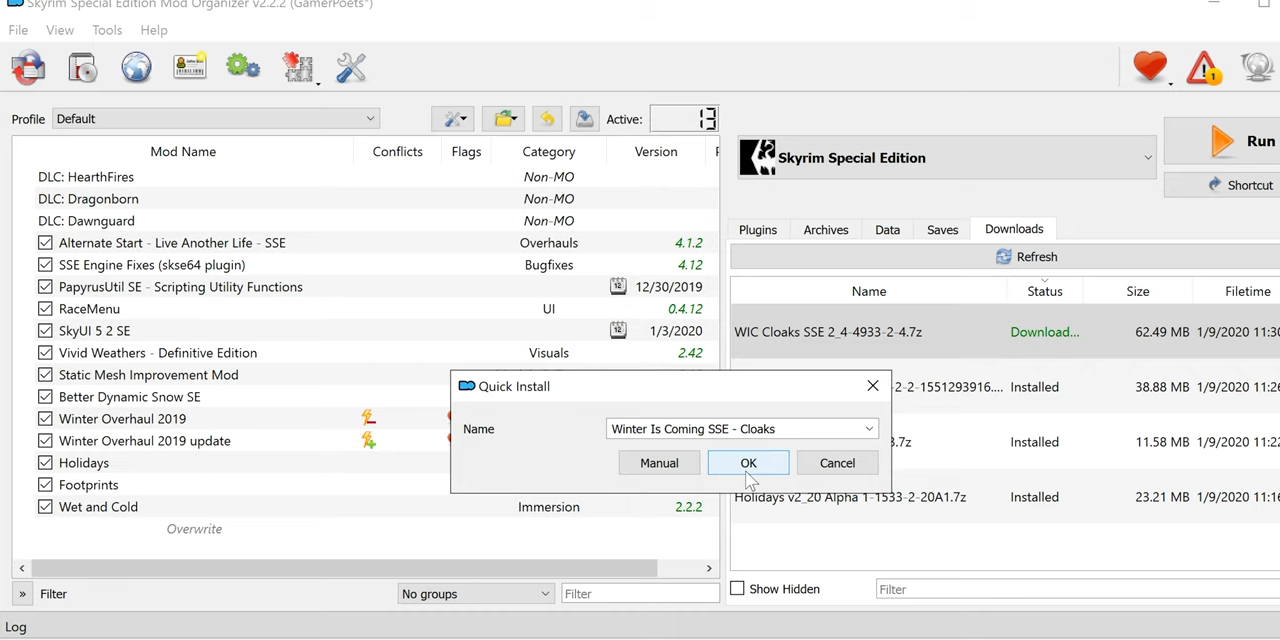 Skyrim Special Edition Mod Organizer v2.2.2 (GamerPoets*)
File View Tools Help
1
Profile Default Active: 13
Mod Name Conflicts Flags Category Version
DLC: HearthFires Non-MO
DLC: Dragonborn Non-MO
DLC: Dawnguard Non-MO
Alternate Start - Live Another Life - SSE Overhauls 4.1.2
SSE Engine Fixes (skse64 plugin) Bugfixes 4.12
PapyrusUtil SE - Scripting Utility Functions 12/30/2019
RaceMenu UI 0.4.12
SkyUI 5 2 SE 1/3/2020
Vivid Weathers - Definitive Edition Visuals 2.42
Static Mesh Improvement Mod
Better Dynamic Snow SE
Winter Overhaul 2019
Winter Overhaul 2019 update
Holidays
Footprints
Wet and Cold Immersion 2.2.2
Overwrite
Filter No groups Filter
Log
Skyrim Special Edition
Run
Shortcut
Plugins Archives Data Saves Downloads
Refresh
Name Status Size Filetime
WIC Cloaks SSE 2_4-4933-2-4.7z Download... 62.49 MB 1/9/2020 11:30
-2-2-1551293916.... Installed 38.88 MB 1/9/2020 11:26
.7z Installed 11.58 MB 1/9/2020 11:22
Holidays v2_20 Alpha 1-1533-2-20A1.7z Installed 23.21 MB 1/9/2020 11:16
Show Hidden Filter
Quick Install
Name Winter Is Coming SSE - Cloaks
Manual OK Cancel